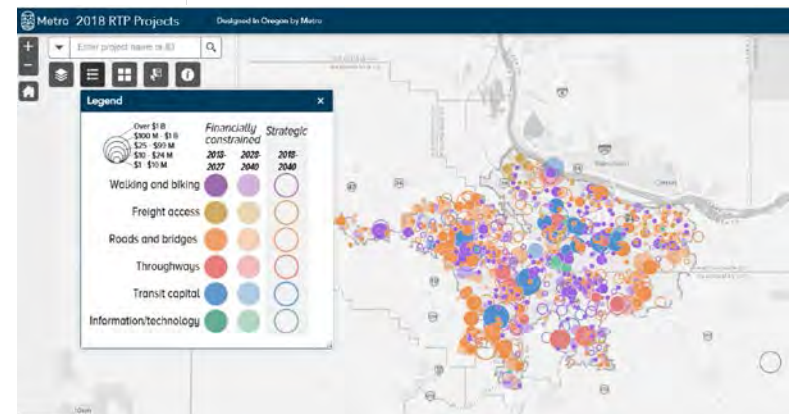 Metro 2018 RTP Projects Designed in Oregon by Metro
Enter project name or ID
Legend
Over $1 B
$100 M - $1 B
$25 - $99 M
$10 - $24 M
$1 - $10 M
Financially constrained
Strategic
2018-2027
2028-2040
2018-2040
Walking and biking
Freight access
Roads and bridges
Throughways
Transit capital
Information/technology